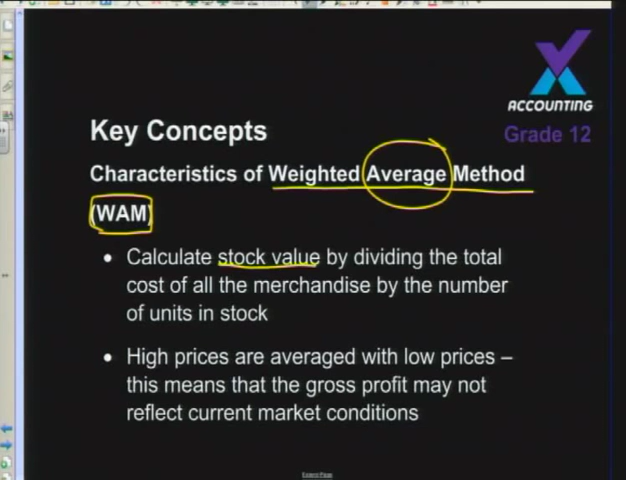 ACCOUNTING
Grade 12
Key Concepts
Characteristics of Weighted Average Method
(WAM)
• Calculate stock value by dividing the total
cost of all the merchandise by the number
of units in stock
• High prices are averaged with low prices –
this means that the gross profit may not
reflect current market conditions